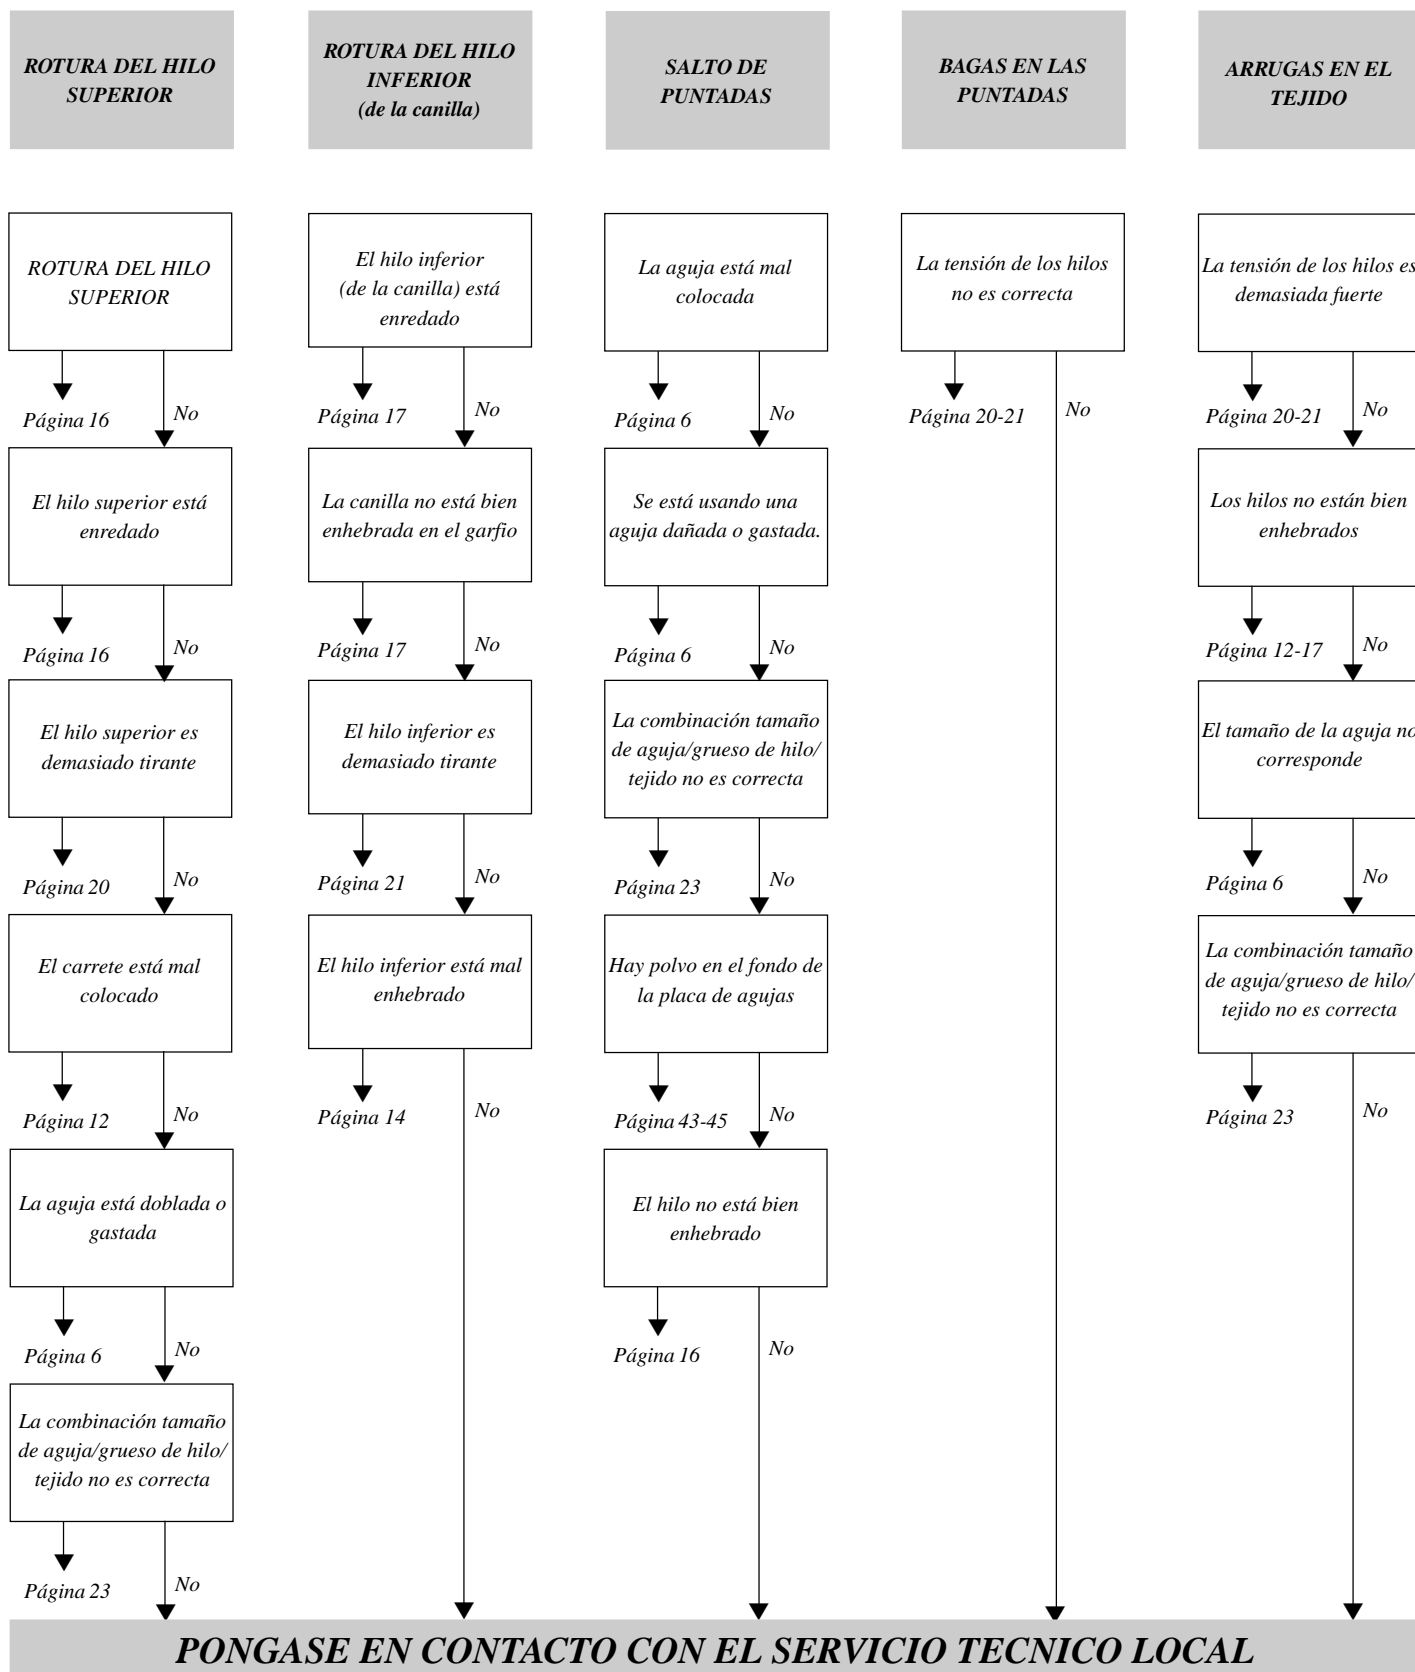 ROTURA DEL HILO
SUPERIOR
ROTURA DEL HILO
SUPERIOR
Página 16
No
El hilo superior está
enredado
Página 16
No
El hilo superior es
demasiado tirante
Página 20
No
El carrete está mal
colocado
Página 12
No
La aguja está doblada o
gastada
Página 6
No
La combinación tamaño
de aguja/grueso de hilo/
tejido no es correcta
Página 23
No
ROTURA DEL HILO
INFERIOR
(de la canilla)
El hilo inferior
(de la canilla) está
enredado
Página 17
No
La canilla no está bien
enhebrada en el garfio
Página 17
No
El hilo inferior es
demasiado tirante
Página 21
No
El hilo inferior está mal
enhebrado
Página 14
No
SALTO DE
PUNTADAS
La aguja está mal
colocada
Página 6
No
Se está usando una
aguja dañada o gastada.
Página 6
No
La combinación tamaño
de aguja/grueso de hilo/
tejido no es correcta
Página 23
No
Hay polvo en el fondo de
la placa de agujas
Página 43-45
No
El hilo no está bien
enhebrado
Página 16
No
BAGAS EN LAS
PUNTADAS
La tensión de los hilos
no es correcta
Página 20-21
No
ARRUGAS EN EL
TEJIDO
La tensión de los hilos es
demasiada fuerte
Página 20-21
No
Los hilos no están bien
enhebrados
Página 12-17
No
El tamaño de la aguja no
corresponde
Página 6
No
La combinación tamaño
de aguja/grueso de hilo/
tejido no es correcta
Página 23
No
PONGASE EN CONTACTO CON EL SERVICIO TECNICO LOCAL